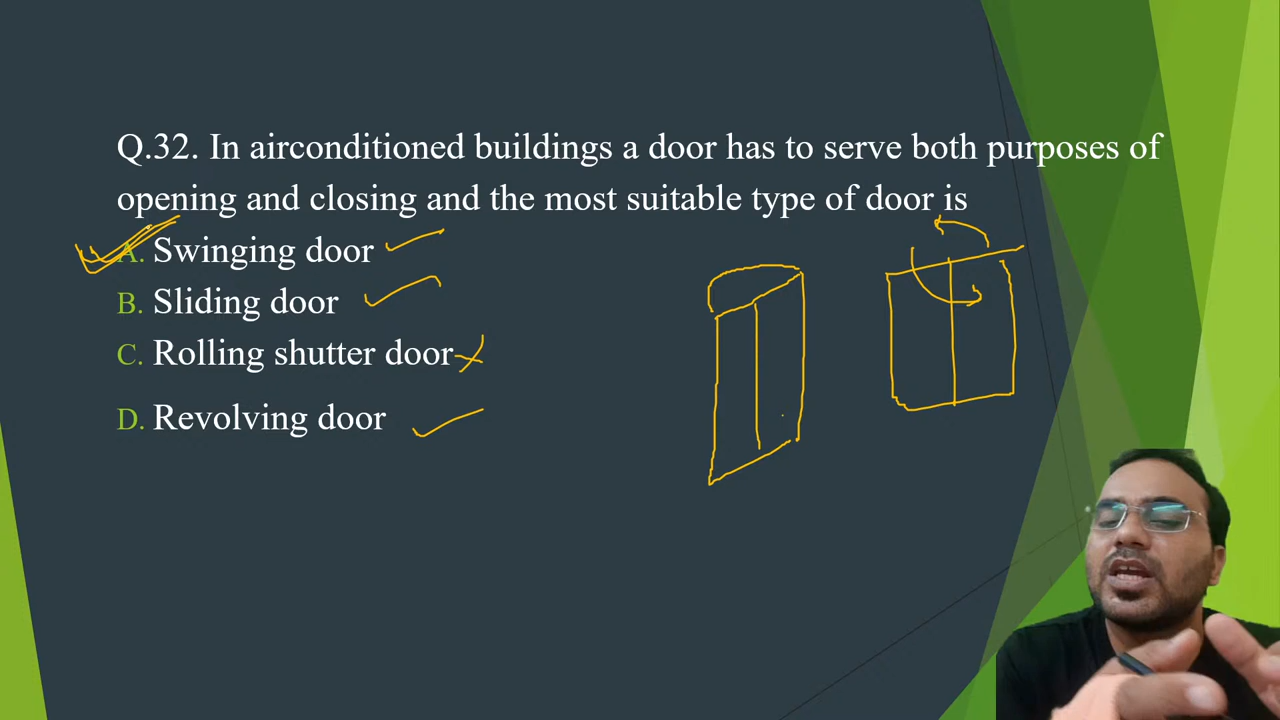 Q.32. In airconditioned buildings a door has to serve both purposes of
opening and closing and the most suitable type of door is
A. Swinging door
B. Sliding door
C. Rolling shutter door
D. Revolving door